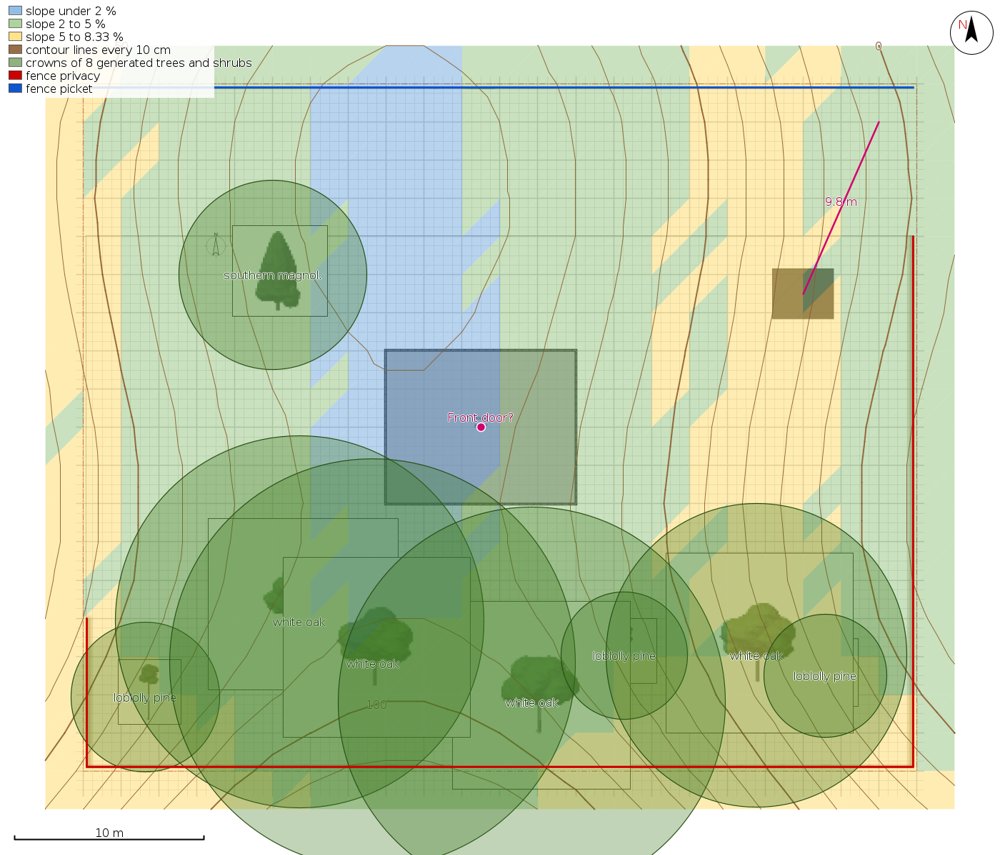 slope under 2 %
slope 2 to 5 %
slope 5 to 8.33 %
contour lines every 10 cm
crowns of 8 generated trees and shrubs
fence privacy
fence picket
N
0
9.8 m
southern magnol.
Front door?
white oak
white oak
loblolly pine
white oak
loblolly pine
loblolly pine
white oak
100
10 m